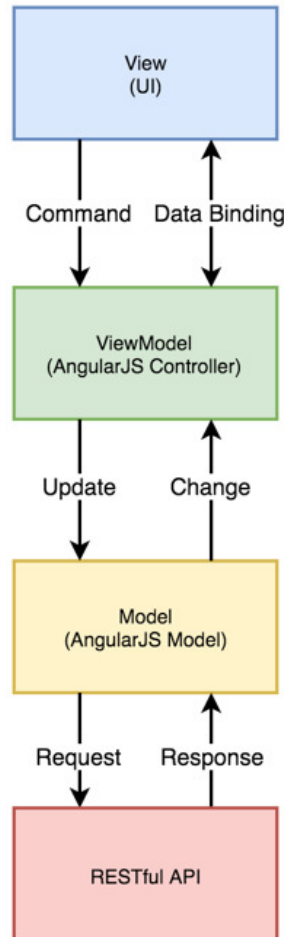 View
(UI)
Command
Data Binding
ViewModel
(AngularJS Controller)
Update
Change
Model
(AngularJS Model)
Request
Response
RESTful API